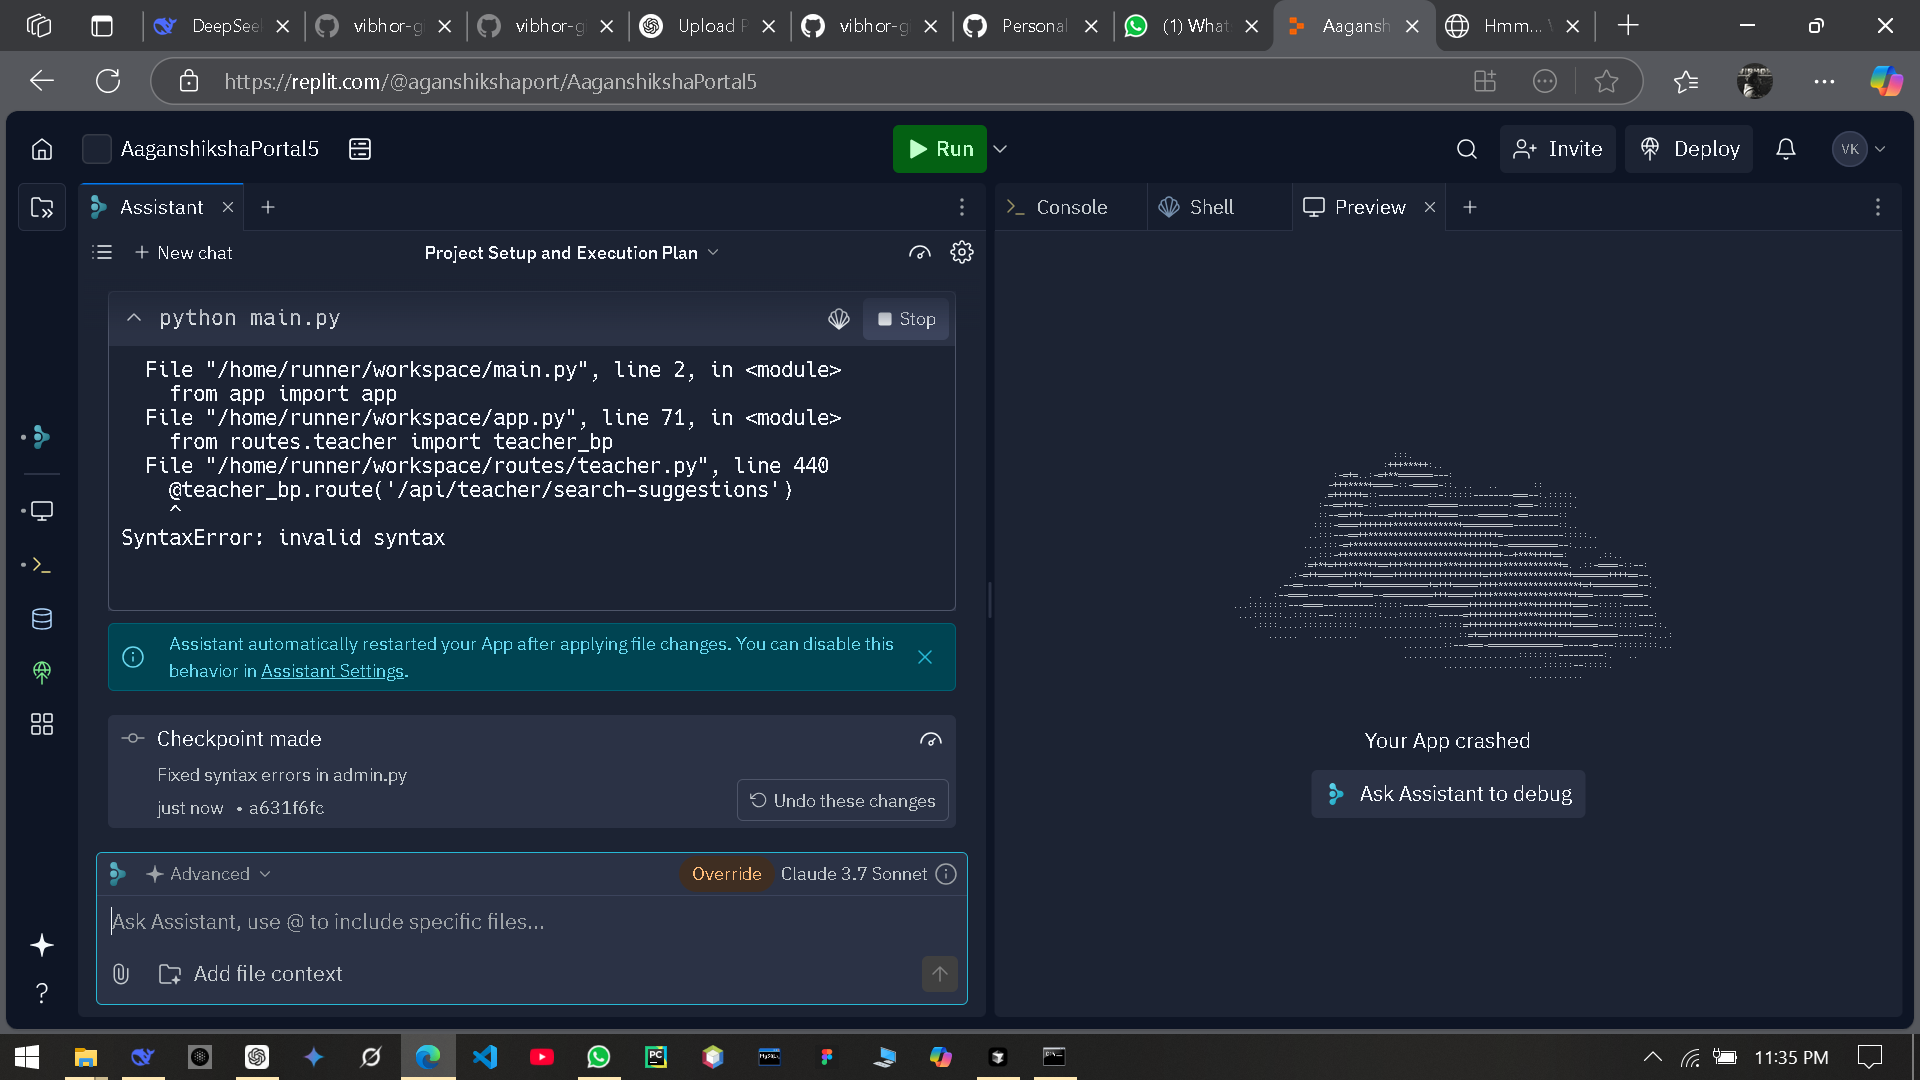 DeepSeek
vibhor-g
vibhor-g
Upload P
vibhor-g
Personal
(1) What
Aagansh
Hmm...
https://replit.com/@aganshikshaport/AaganshikshaPortal5
AaganshikshaPortal5
Run
Invite
Deploy
VK
Assistant
Console
Shell
Preview
New chat
Project Setup and Execution Plan
python main.py
Stop
File "/home/runner/workspace/main.py", line 2, in <module>
from app import app
File "/home/runner/workspace/app.py", line 71, in <module>
from routes.teacher import teacher_bp
File "/home/runner/workspace/routes/teacher.py", line 440
@teacher_bp.route('/api/teacher/search-suggestions')
^
SyntaxError: invalid syntax
Assistant automatically restarted your App after applying file changes. You can disable this
behavior in Assistant Settings.
Checkpoint made
Fixed syntax errors in admin.py
just now • a631f6fc
Undo these changes
Your App crashed
Ask Assistant to debug
Advanced
Override
Claude 3.7 Sonnet
Ask Assistant, use @ to include specific files...
Add file context
11:35 PM